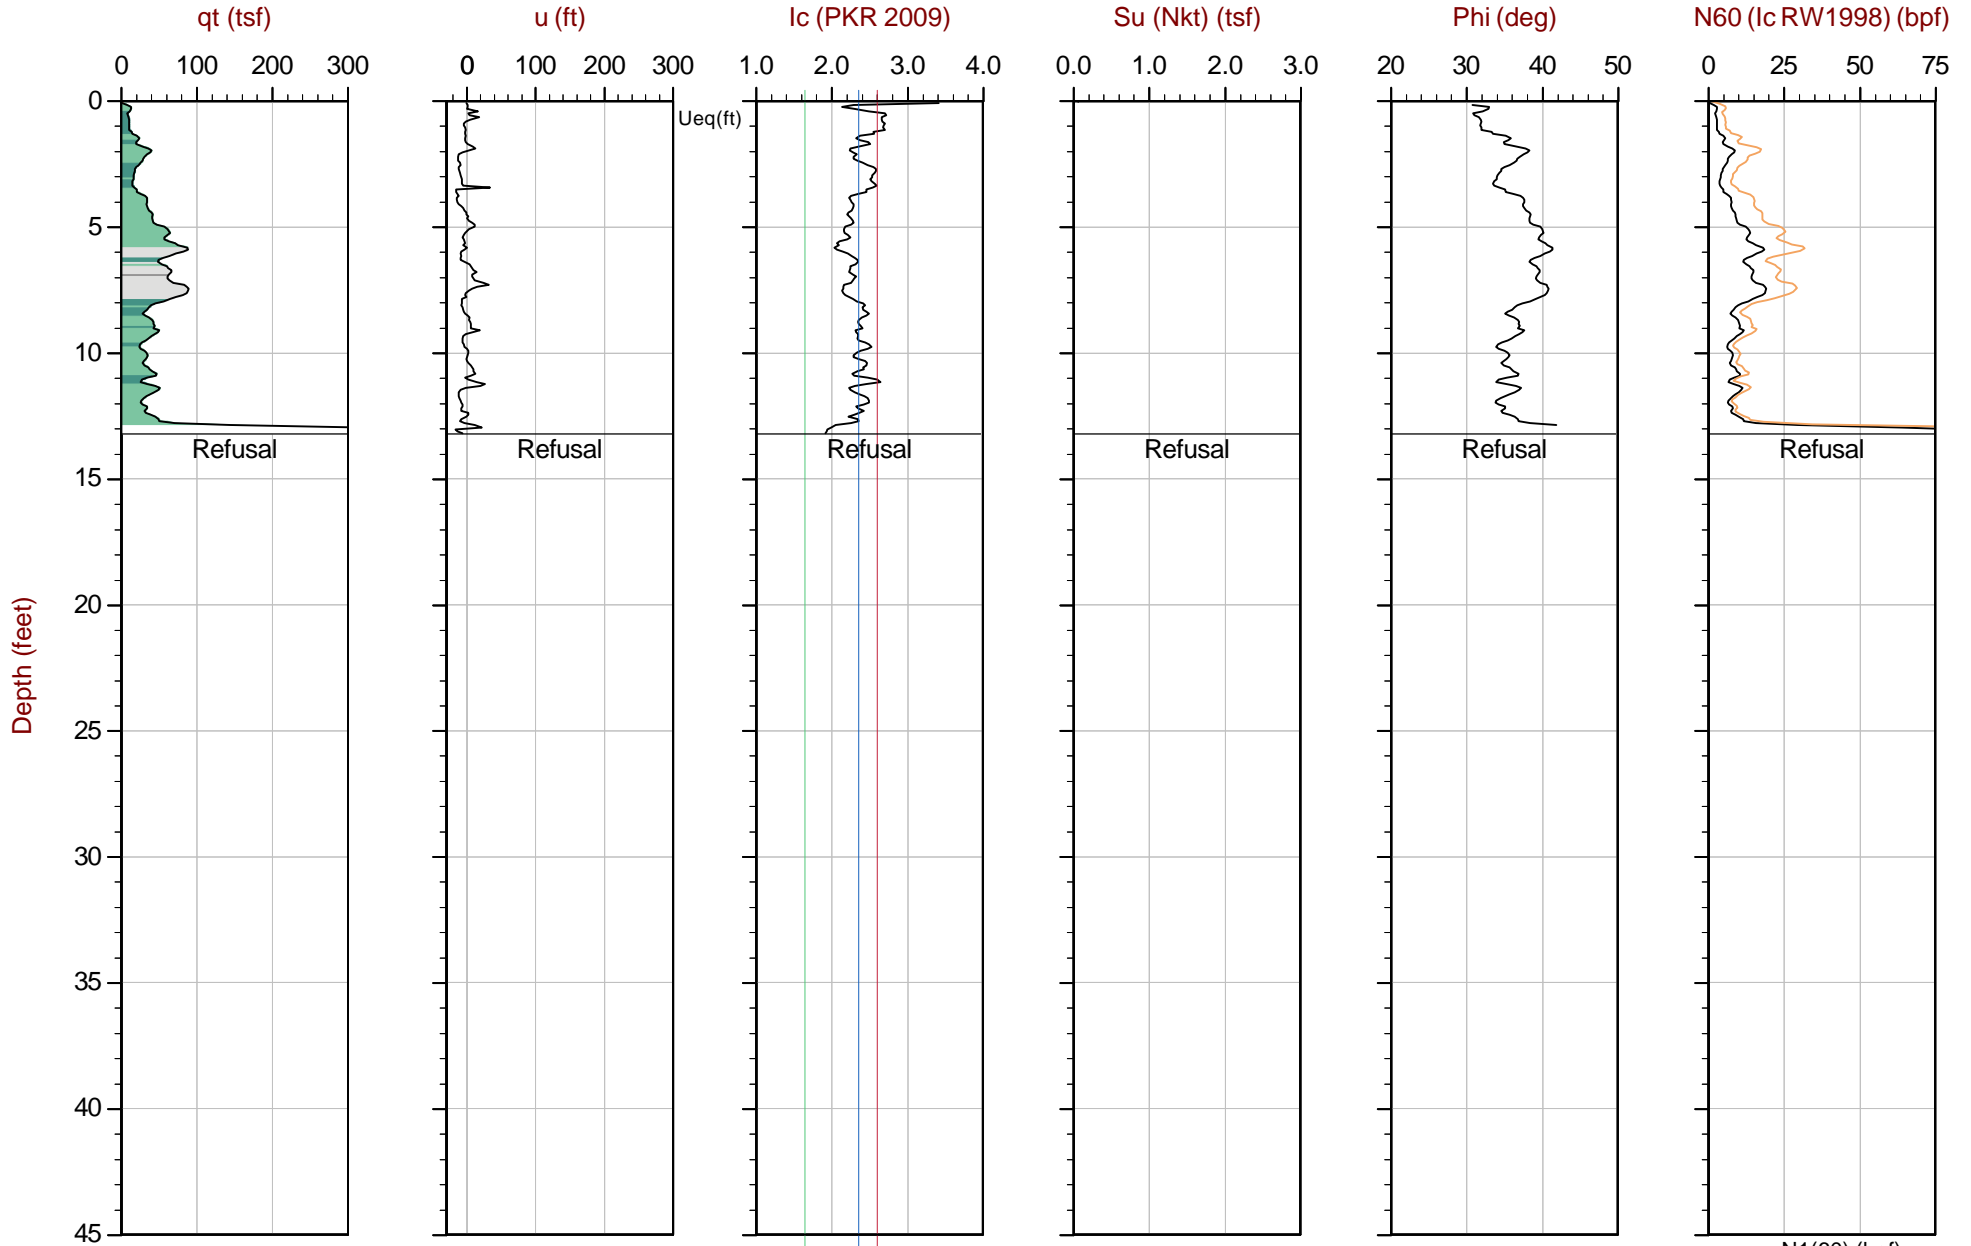 qt (tsf) u (ft) Ic (PKR 2009) Su (Nkt) (tsf) Phi (deg) N60 (Ic RW1998) (bpf)
0 100 200 300 0 100 200 300 1.0 2.0 3.0 4.0 0.0 1.0 2.0 3.0 20 30 40 50 0 25 50 75
0
Ueq(ft)
5
10
Refusal Refusal Refusal Refusal Refusal Refusal
15
20
Depth (feet)
25
30
35
40
45